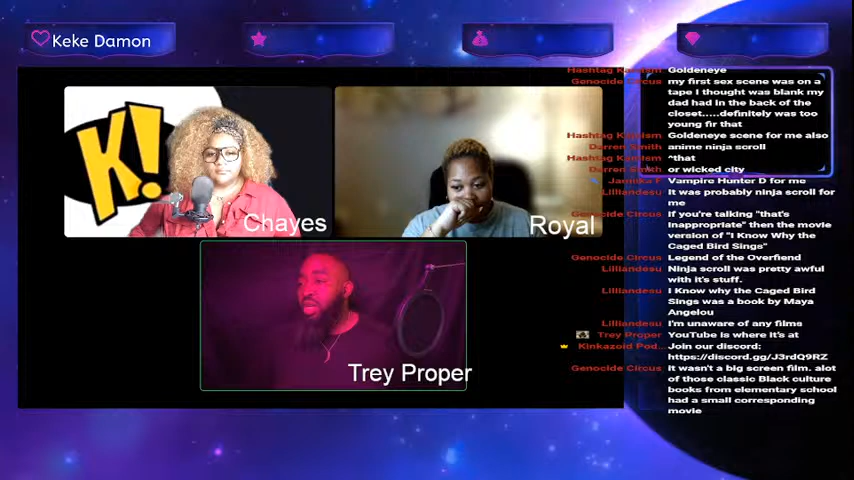 Keke Damon
K!
Chayes
Royal
Trey Proper
Goldeneye
Genocide Circus my first sex scene was on a
tape I thought was blank my
dad had in the back of the
closet.....definitely was too
young fir that
Hashtag Goldeneye scene for me also
Darren Smith anime ninja scroll
Hashtag ^that
Darren Smith or wicked city
Vampire Hunter D for me
Lilliandesu It was probably ninja scroll for
me
Genocide Circus If you're talking "that's
Inappropriate" then the movie
version of "I Know Why the
Caged Bird Sings"
Genocide Circus Legend of the Overfiend
Lilliandesu Ninja scroll was pretty awful
with it's stuff.
Lilliandesu I Know why the Caged Bird
Sings was a book by Maya
Angelou
Lilliandesu I'm unaware of any films
Trey Proper YouTube is where it's at
Kinkazoid Pod... Join our discord:
https://discord.gg/J3rdQ9RZ
Genocide Circus It wasn't a big screen film. alot
of those classic Black culture
books from elementary school
had a small corresponding
movie